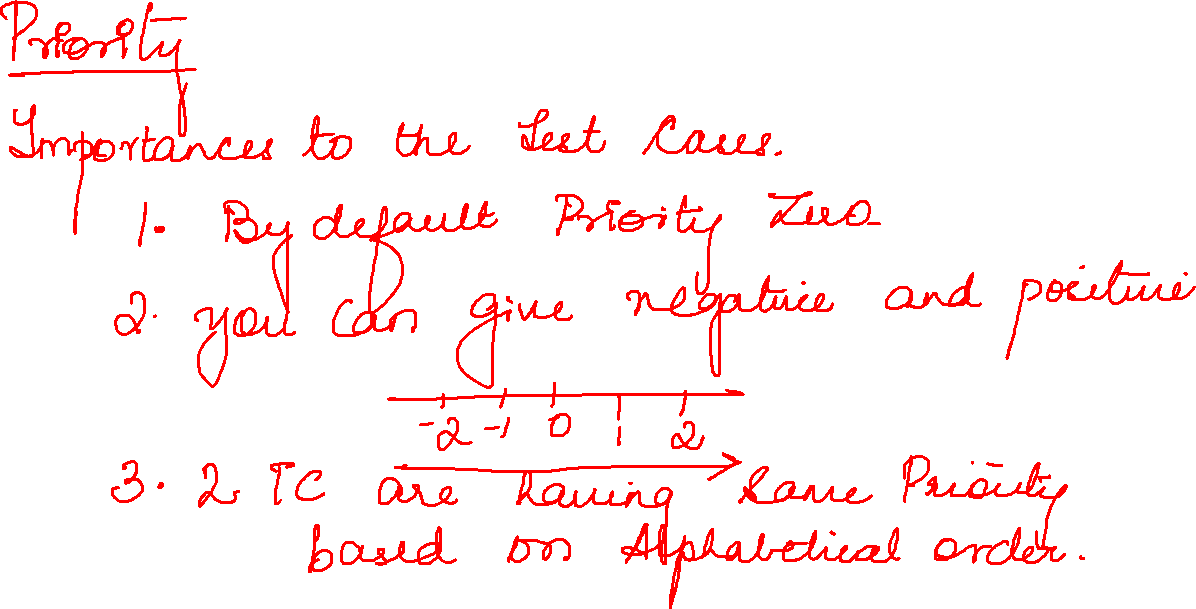 Priority
Importances to the Test Cases.
1. By default Priority Zero
2. you can give negative and positive
-2 -1 0 1 2
3. 2 TC are having Same Priority
based on Alphabetical order.